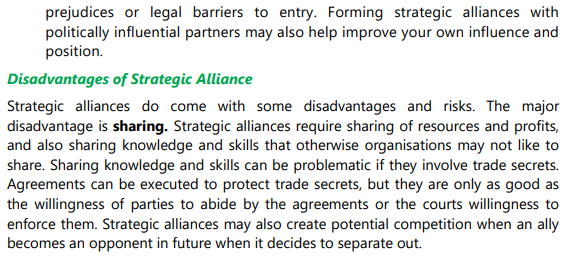 prejudices or legal barriers to entry. Forming strategic alliances with
politically influential partners may also help improve your own influence and
position.
Disadvantages of Strategic Alliance
Strategic alliances do come with some disadvantages and risks. The major
disadvantage is sharing. Strategic alliances require sharing of resources and profits,
and also sharing knowledge and skills that otherwise organisations may not like to
share. Sharing knowledge and skills can be problematic if they involve trade secrets.
Agreements can be executed to protect trade secrets, but they are only as good as
the willingness of parties to abide by the agreements or the courts willingness to
enforce them. Strategic alliances may also create potential competition when an ally
becomes an opponent in future when it decides to separate out.